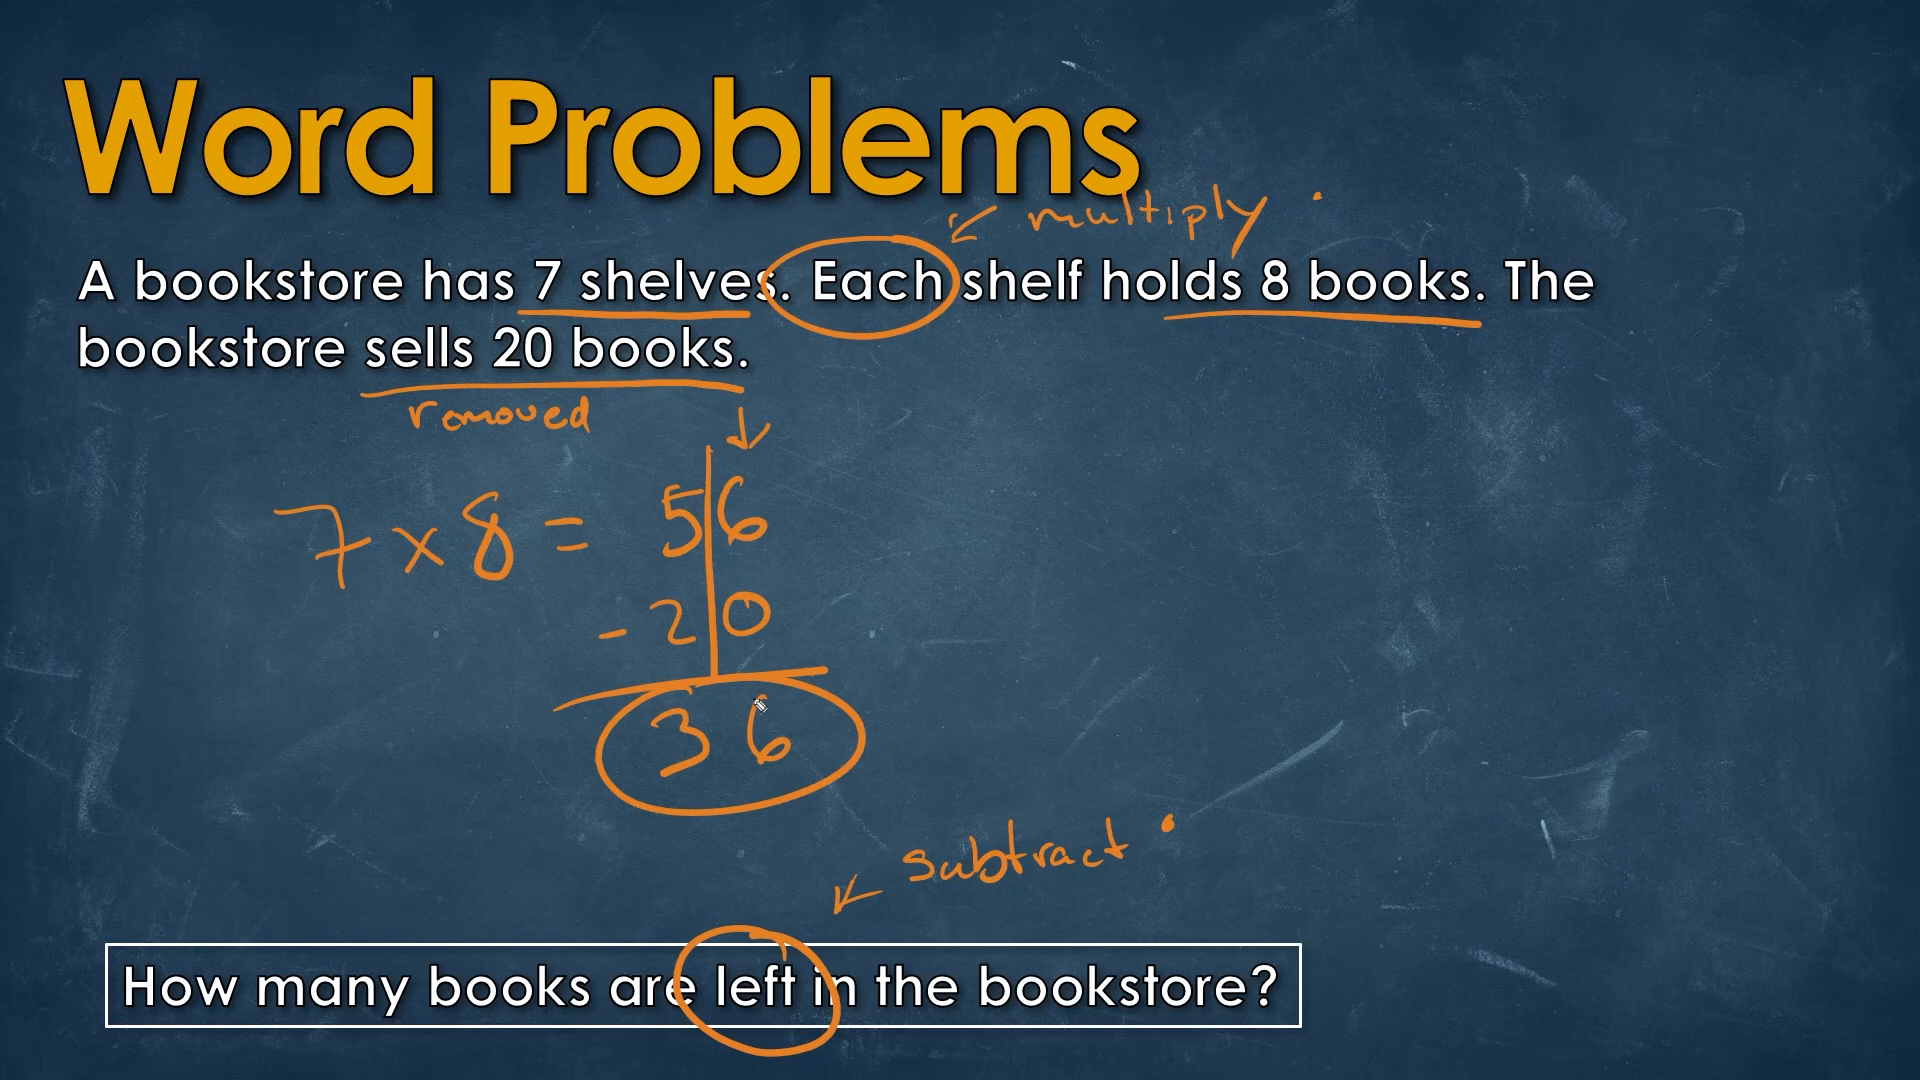 Word Problems
multiply
A bookstore has 7 shelves. Each shelf holds 8 books. The
bookstore sells 20 books.
removed
7 x 8 = 56
- 20
36
subtract
How many books are left in the bookstore?